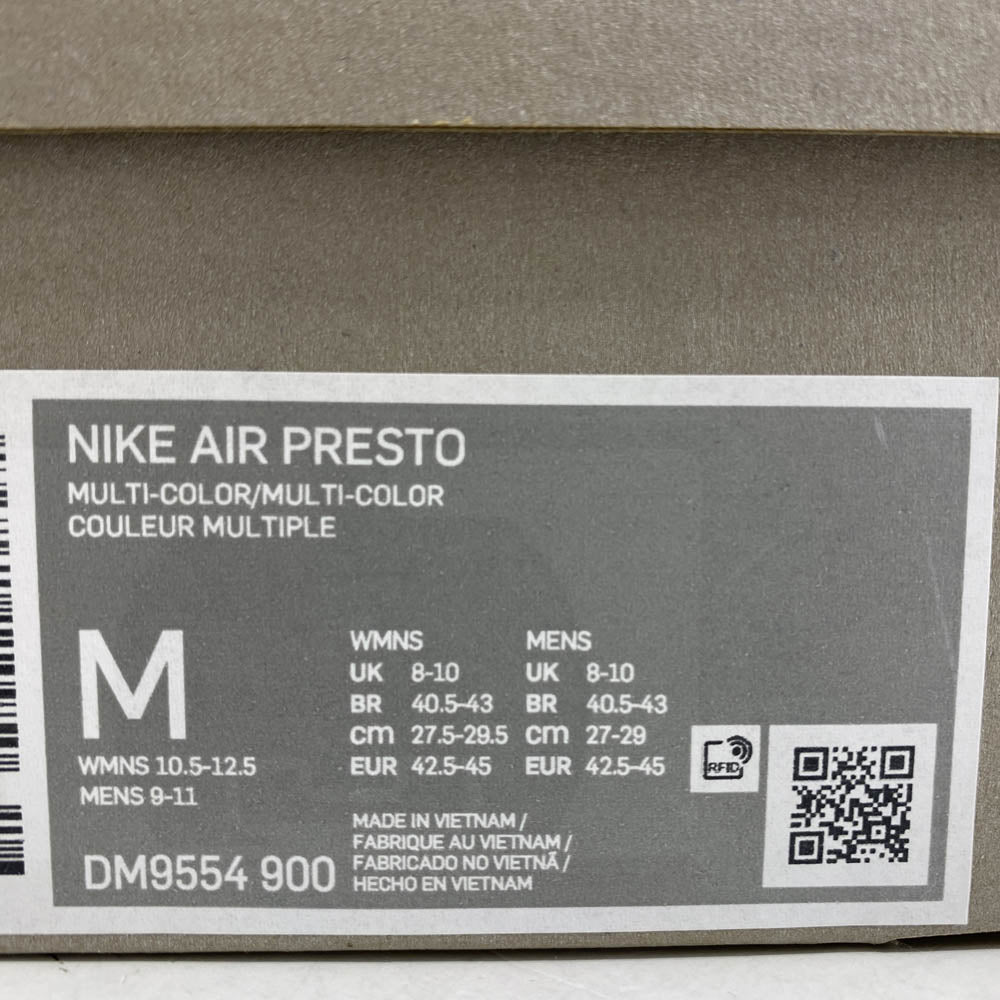 NIKE AIR PRESTO
MULTI-COLOR/MULTI-COLOR
COULEUR MULTIPLE
M
WMNS 10.5-12.5
MENS 9-11
DM9554 900
WMNS MENS
UK 8-10 UK 8-10
BR 40.5-43 BR 40.5-43
cm 27.5-29.5 cm 27-29
EUR 42.5-45 EUR 42.5-45
MADE IN VIETNAM /
FABRIQUE AU VIETNAM /
FABRICADO NO VIETNÃ /
HECHO EN VIETNAM
RFID